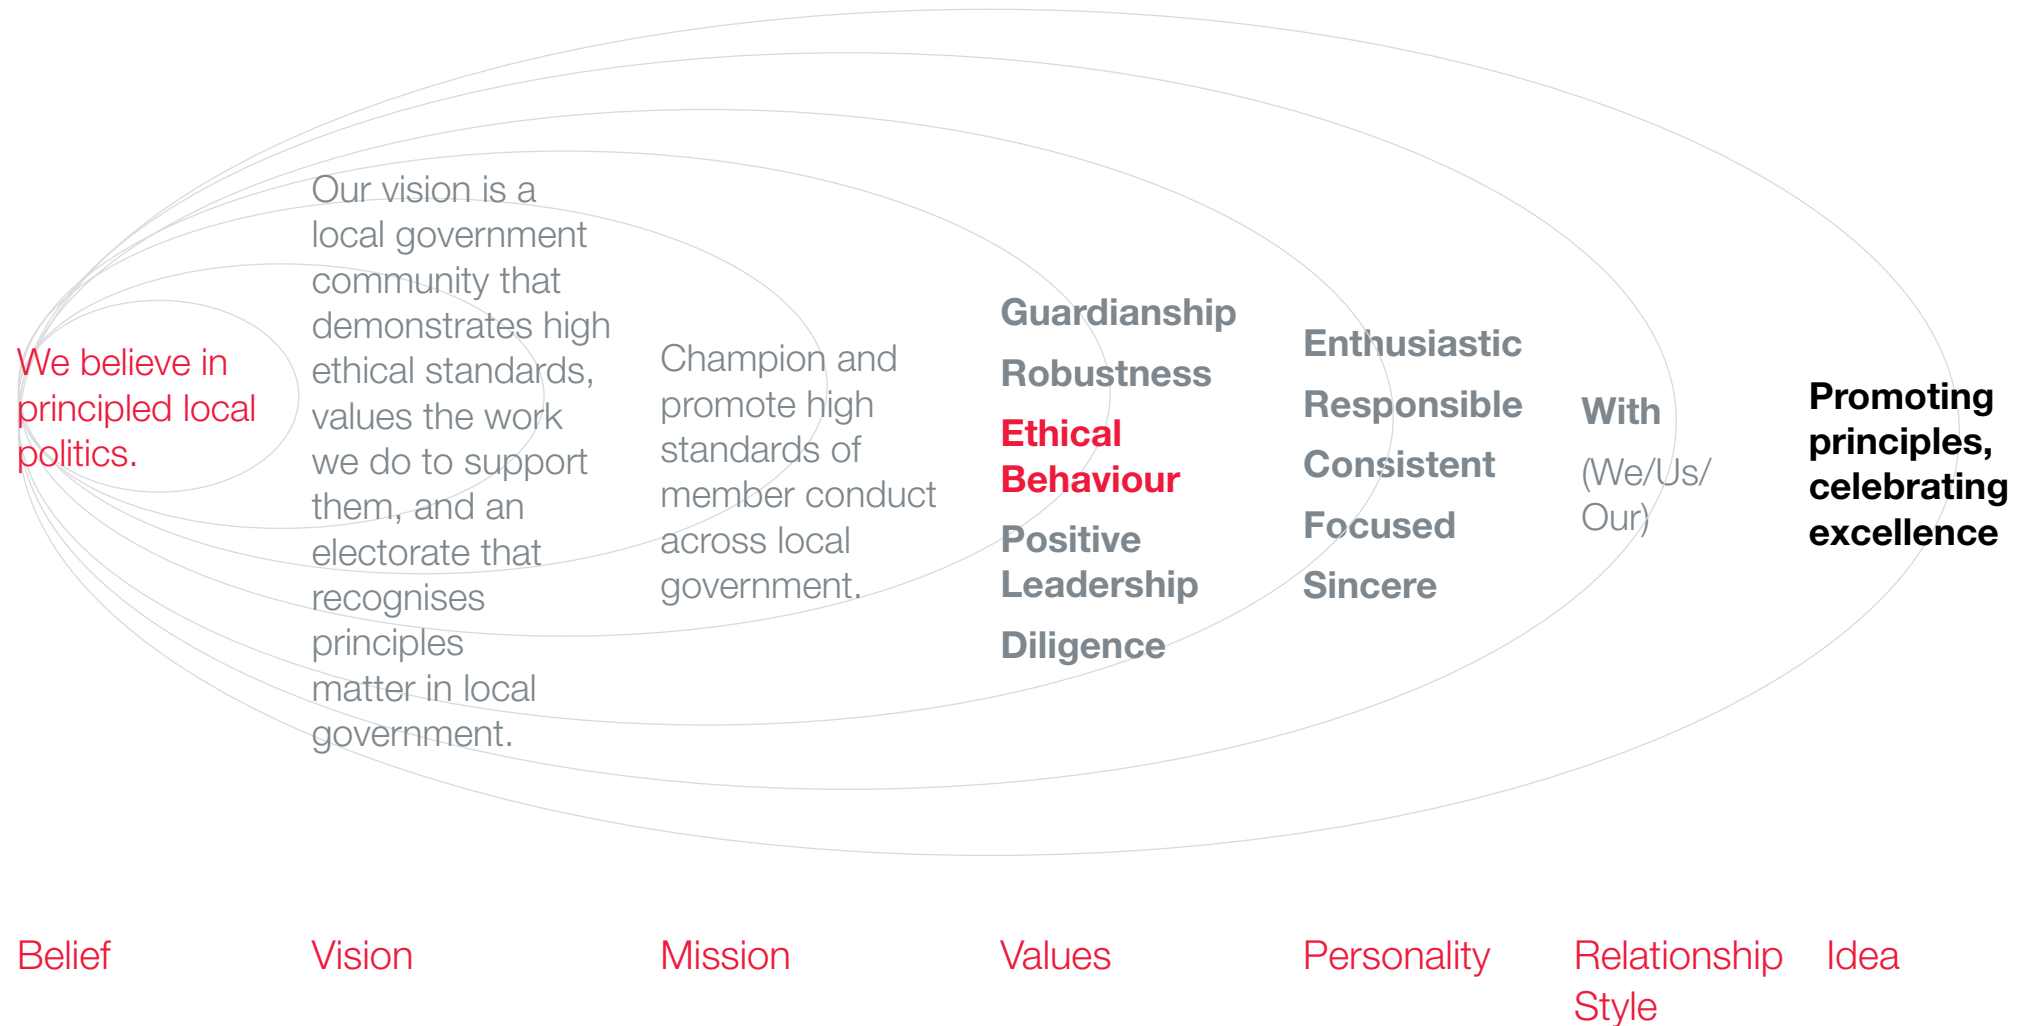 We believe in
principled local
politics.
Our vision is a
local government
community that
demonstrates high
ethical standards,
values the work
we do to support
them, and an
electorate that
recognises
principles
matter in local
government.
Champion and
promote high
standards of
member conduct
across local
government.
Guardianship
Robustness
Ethical
Behaviour
Positive
Leadership
Diligence
Enthusiastic
Responsible
Consistent
Focused
Sincere
With
(We/Us/
Our)
Promoting
principles,
celebrating
excellence
Belief
Vision
Mission
Values
Personality
Relationship
Style
Idea